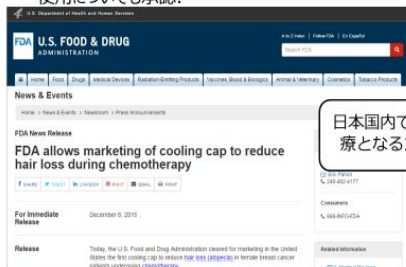 使用についても承認!
U.S. Department of Health and Human Services
FDA U.S. FOOD & DRUG
ADMINISTRATION
A to Z Index | Follow FDA | En Español
Search FDA
Home Food Drugs Medical Devices Radiation-Emitting Products Vaccines, Blood & Biologics Animal & Veterinary Cosmetics Tobacco Products
News & Events
Home > News & Events > Newsroom > Press Announcements
FDA News Release
FDA allows marketing of cooling cap to reduce
hair loss during chemotherapy
日本国内で
療となる
SHARE TWEET LINKEDIN PIN IT EMAIL PRINT
Consumers
888-INFO-FDA
For Immediate
Release
December 8, 2015
Release
Today, the U.S. Food and Drug Administration cleared for marketing in the United
States the first cooling cap to reduce hair loss (alopecia) in female breast cancer
patients undergoing chemotherapy.
Related Information